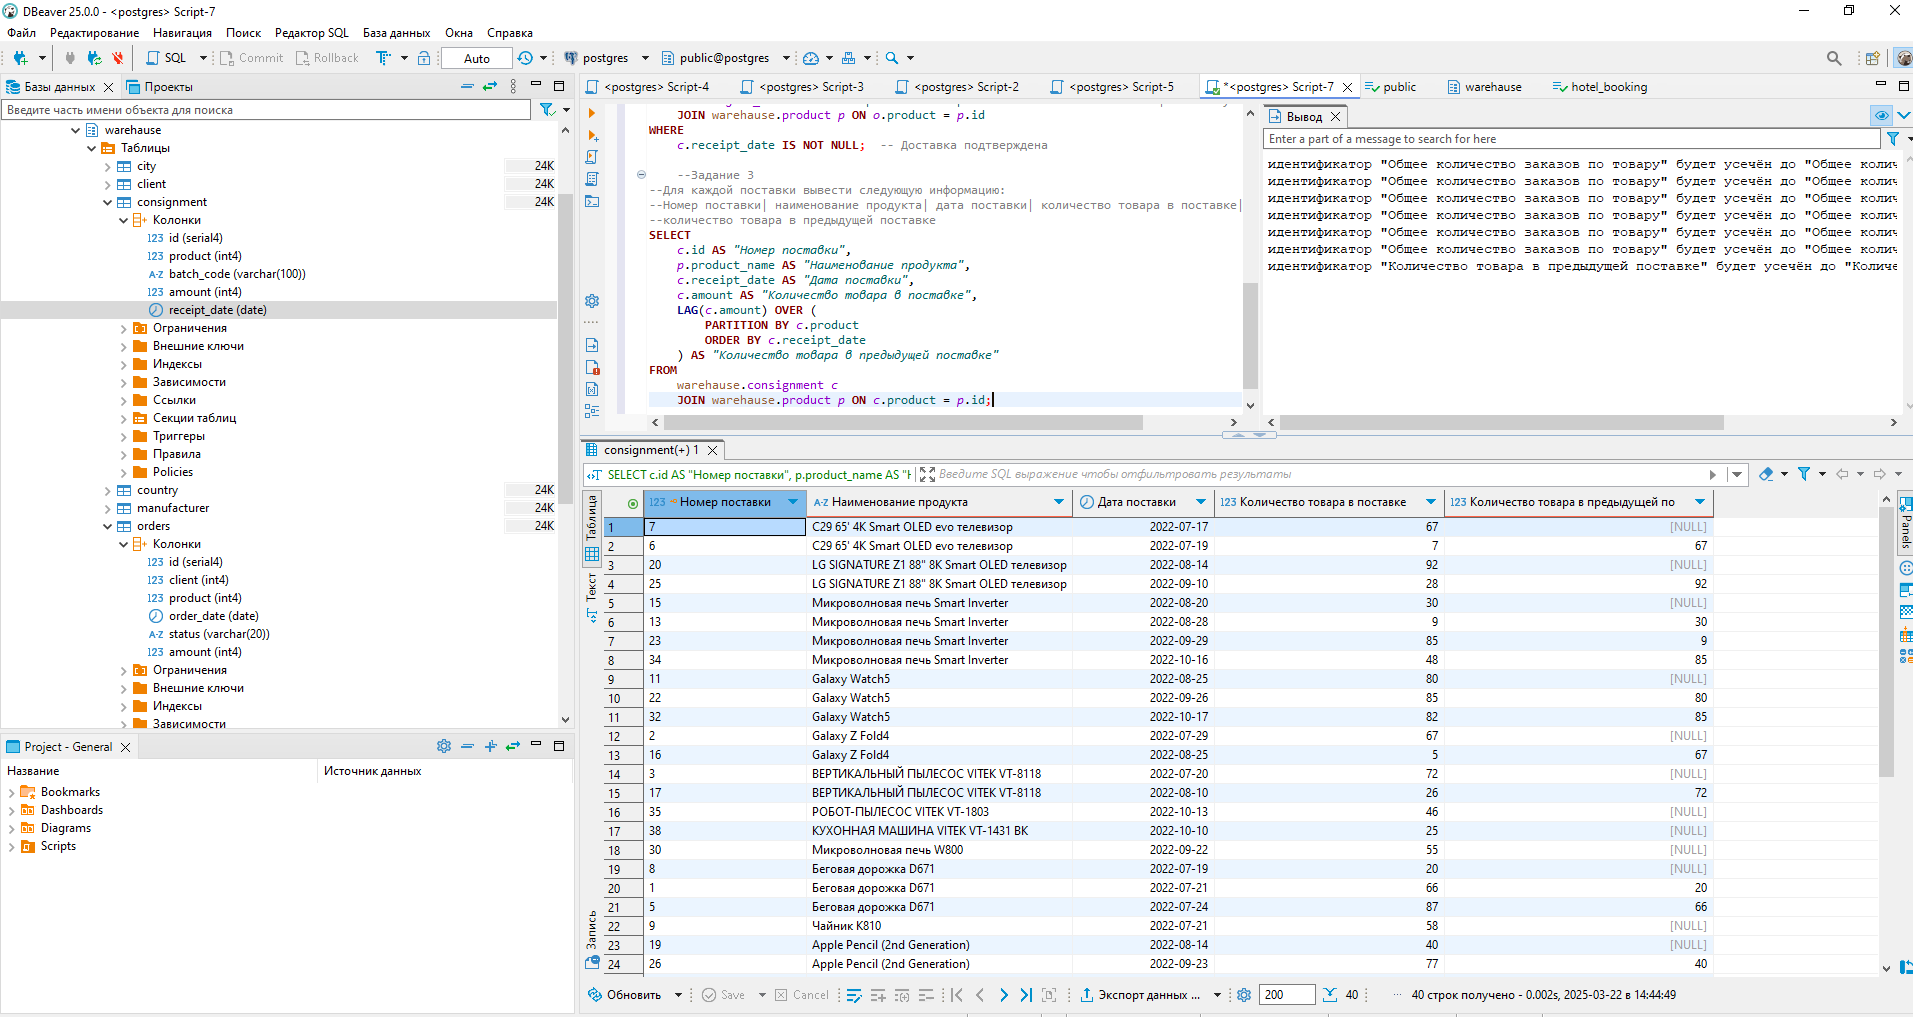 DBeaver 25.0.0 - <postgres> Script-7
Файл Редактирование Навигация Поиск Редактор SQL База данных Окна Справка
SQL Commit Rollback Auto postgres public@postgres
Базы данных Проекты
Введите часть имени объекта для поиска
warehause
Таблицы
city 24K
client 24K
consignment 24K
Колонки
123 id (serial4)
123 product (int4)
A-Z batch_code (varchar(100))
123 amount (int4)
receipt_date (date)
Ограничения
Внешние ключи
Индексы
Зависимости
Ссылки
Секции таблиц
Триггеры
Правила
Policies
country 24K
manufacturer 24K
orders 24K
Колонки
123 id (serial4)
123 client (int4)
123 product (int4)
order_date (date)
A-Z status (varchar(20))
123 amount (int4)
Ограничения
Внешние ключи
Индексы
Зависимости
Project - General
Название Источник данных
Bookmarks
Dashboards
Diagrams
Scripts
<postgres> Script-4 <postgres> Script-3 <postgres> Script-2 <postgres> Script-5 *<postgres> Script-7 public warehause hotel_booking
JOIN warehause.product p ON o.product = p.id
WHERE
c.receipt_date IS NOT NULL; -- Доставка подтверждена
--Задание 3
--Для каждой поставки вывести следующую информацию:
--Номер поставки| наименование продукта| дата поставки| количество товара в поставке|
--количество товара в предыдущей поставке
SELECT
c.id AS "Номер поставки",
p.product_name AS "Наименование продукта",
c.receipt_date AS "Дата поставки",
c.amount AS "Количество товара в поставке",
LAG(c.amount) OVER (
PARTITION BY c.product
ORDER BY c.receipt_date
) AS "Количество товара в предыдущей поставке"
FROM
warehause.consignment c
JOIN warehause.product p ON c.product = p.id;
Вывод
Enter a part of a message to search for here
идентификатор "Общее количество заказов по товару" будет усечён до "Общее колич
идентификатор "Общее количество заказов по товару" будет усечён до "Общее колич
идентификатор "Общее количество заказов по товару" будет усечён до "Общее колич
идентификатор "Общее количество заказов по товару" будет усечён до "Общее колич
идентификатор "Общее количество заказов по товару" будет усечён до "Общее колич
идентификатор "Общее количество заказов по товару" будет усечён до "Общее колич
идентификатор "Количество товара в предыдущей поставке" будет усечён до "Количе
consignment(+) 1
SELECT c.id AS "Номер поставки", p.product_name AS "Н Введите SQL выражение чтобы отфильтровать результаты
Таблица
Текст
Запись
Panels
123 Номер поставки A-Z Наименование продукта Дата поставки 123 Количество товара в поставке 123 Количество товара в предыдущей по
1 7 C29 65' 4K Smart OLED evo телевизор 2022-07-17 67 [NULL]
2 6 C29 65' 4K Smart OLED evo телевизор 2022-07-19 7 67
3 20 LG SIGNATURE Z1 88" 8K Smart OLED телевизор 2022-08-14 92 [NULL]
4 25 LG SIGNATURE Z1 88" 8K Smart OLED телевизор 2022-09-10 28 92
5 15 Микроволновая печь Smart Inverter 2022-08-20 30 [NULL]
6 13 Микроволновая печь Smart Inverter 2022-08-28 9 30
7 23 Микроволновая печь Smart Inverter 2022-09-29 85 9
8 34 Микроволновая печь Smart Inverter 2022-10-16 48 85
9 11 Galaxy Watch5 2022-08-25 80 [NULL]
10 22 Galaxy Watch5 2022-09-26 85 80
11 32 Galaxy Watch5 2022-10-17 82 85
12 2 Galaxy Z Fold4 2022-07-29 67 [NULL]
13 16 Galaxy Z Fold4 2022-08-25 5 67
14 3 ВЕРТИКАЛЬНЫЙ ПЫЛЕСОС VITEK VT-8118 2022-07-20 72 [NULL]
15 17 ВЕРТИКАЛЬНЫЙ ПЫЛЕСОС VITEK VT-8118 2022-08-10 26 72
16 35 РОБОТ-ПЫЛЕСОС VITEK VT-1803 2022-10-13 46 [NULL]
17 38 КУХОННАЯ МАШИНА VITEK VT-1431 BK 2022-10-10 25 [NULL]
18 30 Микроволновая печь W800 2022-09-22 55 [NULL]
19 8 Беговая дорожка D671 2022-07-19 20 [NULL]
20 1 Беговая дорожка D671 2022-07-21 66 20
21 5 Беговая дорожка D671 2022-07-24 87 66
22 9 Чайник K810 2022-07-21 58 [NULL]
23 19 Apple Pencil (2nd Generation) 2022-08-14 40 [NULL]
24 26 Apple Pencil (2nd Generation) 2022-09-23 77 40
Обновить Save Cancel Экспорт данных ... 200 40 40 строк получено - 0.002s, 2025-03-22 в 14:44:49